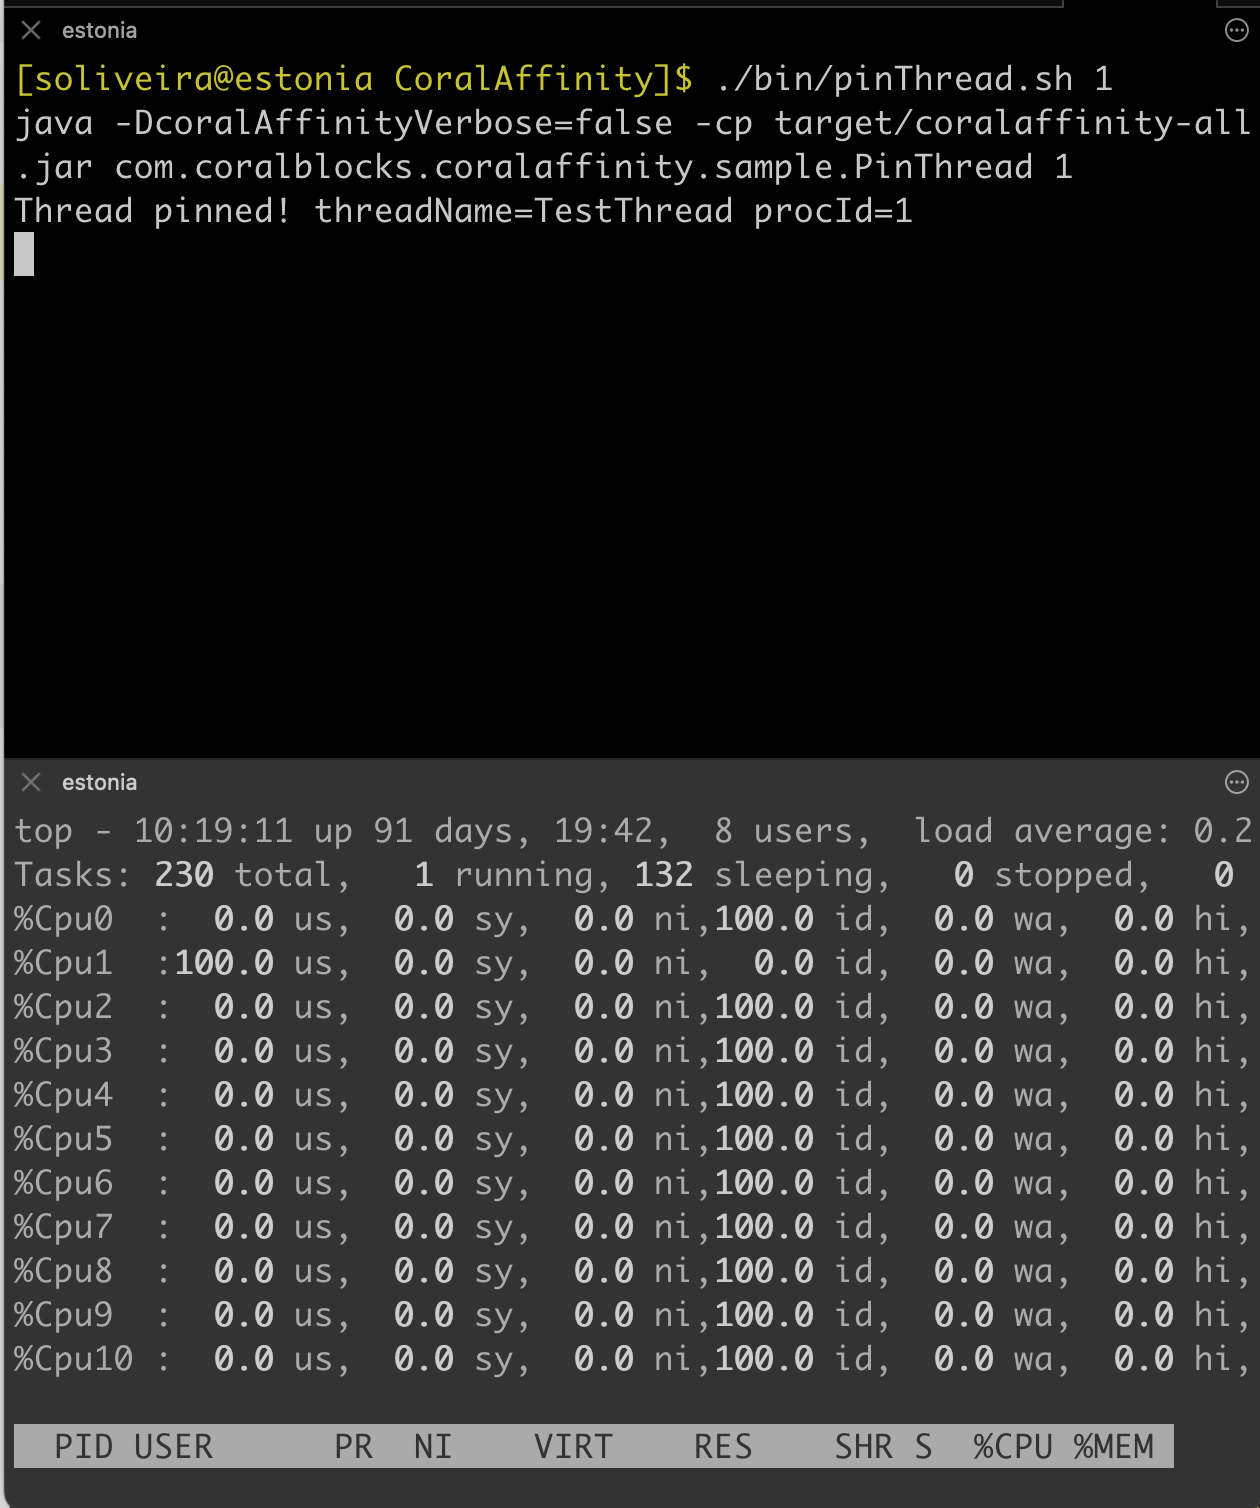 estonia
[soliveira@estonia CoralAffinity]$ ./bin/pinThread.sh 1
java -DcoralAffinityVerbose=false -cp target/coralaffinity-all
.jar com.coralblocks.coralaffinity.sample.PinThread 1
Thread pinned! threadName=TestThread procId=1
estonia
top - 10:19:11 up 91 days, 19:42,  8 users,  load average: 0.2
Tasks: 230 total,   1 running, 132 sleeping,   0 stopped,   0
%Cpu0  :  0.0 us,  0.0 sy,  0.0 ni,100.0 id,  0.0 wa,  0.0 hi,
%Cpu1  :100.0 us,  0.0 sy,  0.0 ni,  0.0 id,  0.0 wa,  0.0 hi,
%Cpu2  :  0.0 us,  0.0 sy,  0.0 ni,100.0 id,  0.0 wa,  0.0 hi,
%Cpu3  :  0.0 us,  0.0 sy,  0.0 ni,100.0 id,  0.0 wa,  0.0 hi,
%Cpu4  :  0.0 us,  0.0 sy,  0.0 ni,100.0 id,  0.0 wa,  0.0 hi,
%Cpu5  :  0.0 us,  0.0 sy,  0.0 ni,100.0 id,  0.0 wa,  0.0 hi,
%Cpu6  :  0.0 us,  0.0 sy,  0.0 ni,100.0 id,  0.0 wa,  0.0 hi,
%Cpu7  :  0.0 us,  0.0 sy,  0.0 ni,100.0 id,  0.0 wa,  0.0 hi,
%Cpu8  :  0.0 us,  0.0 sy,  0.0 ni,100.0 id,  0.0 wa,  0.0 hi,
%Cpu9  :  0.0 us,  0.0 sy,  0.0 ni,100.0 id,  0.0 wa,  0.0 hi,
%Cpu10 :  0.0 us,  0.0 sy,  0.0 ni,100.0 id,  0.0 wa,  0.0 hi,
  PID USER      PR  NI    VIRT    RES    SHR S  %CPU %MEM